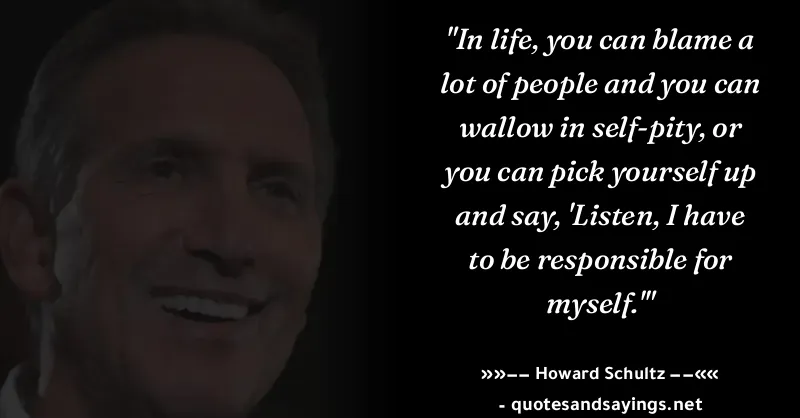 "In life, you can blame a
lot of people and you can
wallow in self-pity, or
you can pick yourself up
and say, 'Listen, I have
to be responsible for
myself.'"
»»–– Howard Schultz ––««
- quotesandsayings.net